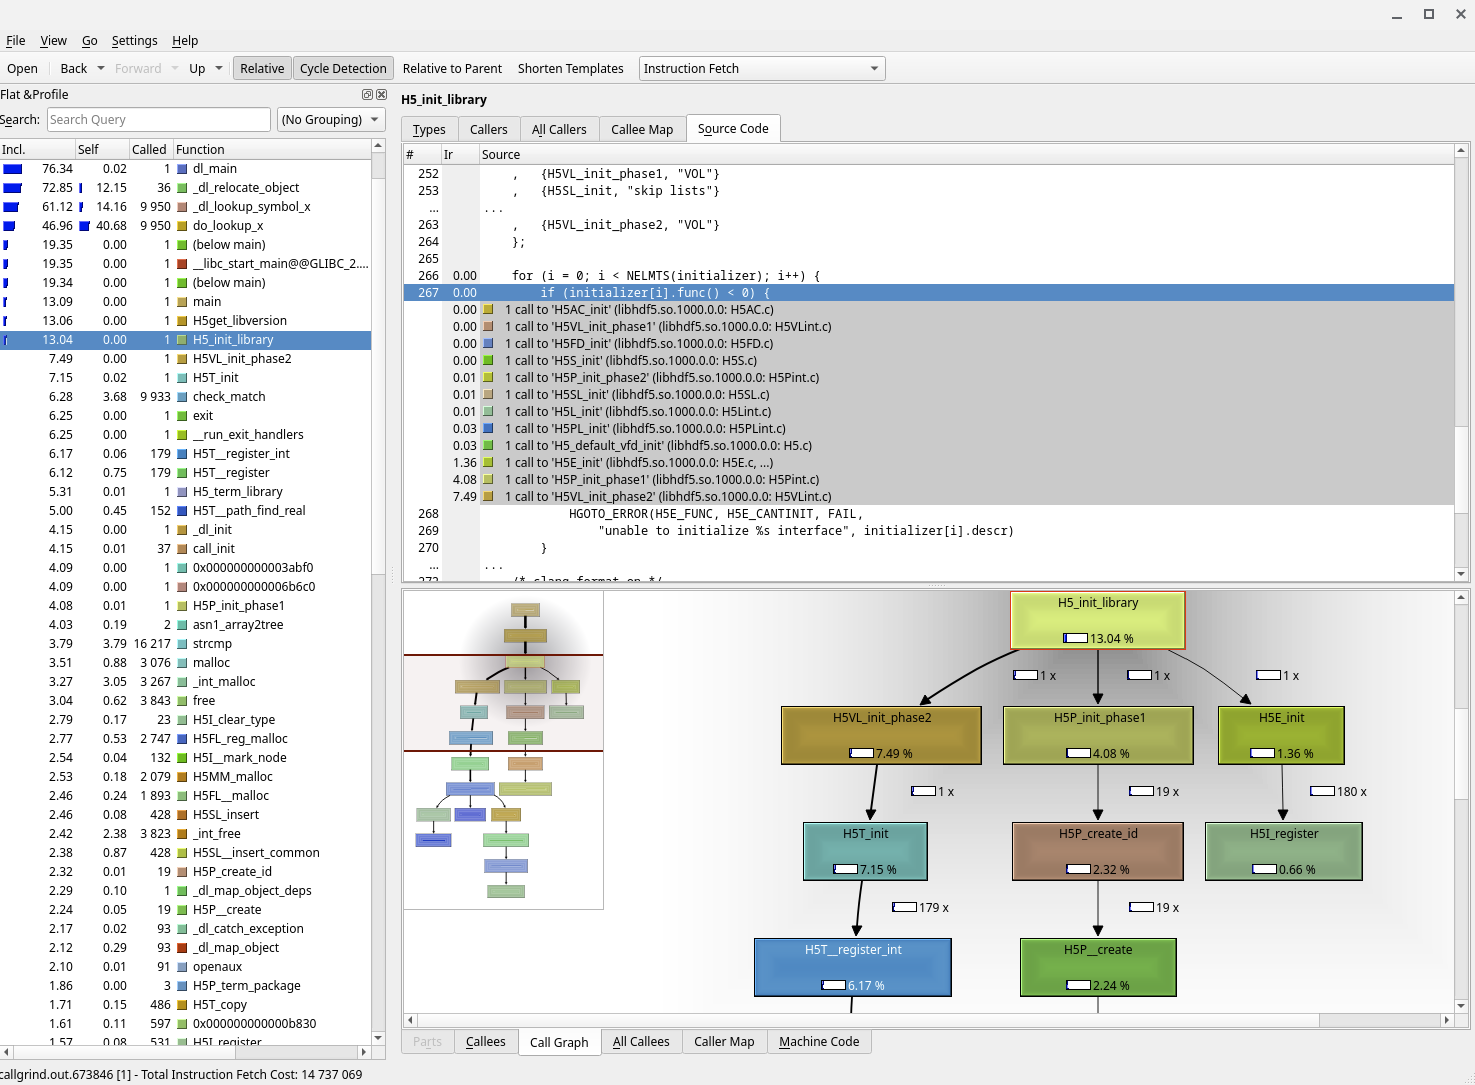 File View Go Settings Help
Open Back Forward Up Relative Cycle Detection Relative to Parent Shorten Templates Instruction Fetch
Flat &Profile
Search: Search Query (No Grouping)
Incl. Self Called Function
76.34 0.02 1 dl_main
72.85 12.15 36 _dl_relocate_object
61.12 14.16 9 950 _dl_lookup_symbol_x
46.96 40.68 9 950 do_lookup_x
19.35 0.00 1 (below main)
19.35 0.00 1 __libc_start_main@@GLIBC_2....
19.34 0.00 1 (below main)
13.09 0.00 1 main
13.06 0.00 1 H5get_libversion
13.04 0.00 1 H5_init_library
7.49 0.00 1 H5VL_init_phase2
7.15 0.02 1 H5T_init
6.28 3.68 9 933 check_match
6.25 0.00 1 exit
6.25 0.00 1 __run_exit_handlers
6.17 0.06 179 H5T__register_int
6.12 0.75 179 H5T__register
5.31 0.01 1 H5_term_library
5.00 0.45 152 H5T__path_find_real
4.15 0.00 1 _dl_init
4.15 0.01 37 call_init
4.09 0.00 1 0x000000000003abf0
4.09 0.00 1 0x000000000006b6c0
4.08 0.01 1 H5P_init_phase1
4.03 0.19 2 asn1_array2tree
3.79 3.79 16 217 strcmp
3.51 0.88 3 076 malloc
3.27 3.05 3 267 _int_malloc
3.04 0.62 3 843 free
2.79 0.17 23 H5I_clear_type
2.77 0.53 2 747 H5FL_reg_malloc
2.54 0.04 132 H5I__mark_node
2.53 0.18 2 079 H5MM_malloc
2.46 0.24 1 893 H5FL__malloc
2.46 0.08 428 H5SL_insert
2.42 2.38 3 823 _int_free
2.38 0.87 428 H5SL__insert_common
2.32 0.01 19 H5P_create_id
2.29 0.10 1 _dl_map_object_deps
2.24 0.05 19 H5P__create
2.17 0.02 93 _dl_catch_exception
2.12 0.29 93 _dl_map_object
2.10 0.01 91 openaux
1.86 0.00 3 H5P_term_package
1.71 0.15 486 H5T_copy
1.61 0.11 597 0x000000000000b830
1.57 0.08 531 H5I_register
H5_init_library
Types Callers All Callers Callee Map Source Code
# Ir Source
252 , {H5VL_init_phase1, "VOL"}
253 , {H5SL_init, "skip lists"}
... ...
263 , {H5VL_init_phase2, "VOL"}
264 };
265
266 0.00 for (i = 0; i < NELMTS(initializer); i++) {
267 0.00 if (initializer[i].func() < 0) {
0.00 1 call to 'H5AC_init' (libhdf5.so.1000.0.0: H5AC.c)
0.00 1 call to 'H5VL_init_phase1' (libhdf5.so.1000.0.0: H5VLint.c)
0.00 1 call to 'H5FD_init' (libhdf5.so.1000.0.0: H5FD.c)
0.00 1 call to 'H5S_init' (libhdf5.so.1000.0.0: H5S.c)
0.01 1 call to 'H5P_init_phase2' (libhdf5.so.1000.0.0: H5Pint.c)
0.01 1 call to 'H5SL_init' (libhdf5.so.1000.0.0: H5SL.c)
0.01 1 call to 'H5L_init' (libhdf5.so.1000.0.0: H5Lint.c)
0.03 1 call to 'H5PL_init' (libhdf5.so.1000.0.0: H5PLint.c)
0.03 1 call to 'H5_default_vfd_init' (libhdf5.so.1000.0.0: H5.c)
1.36 1 call to 'H5E_init' (libhdf5.so.1000.0.0: H5E.c, ...)
4.08 1 call to 'H5P_init_phase1' (libhdf5.so.1000.0.0: H5Pint.c)
7.49 1 call to 'H5VL_init_phase2' (libhdf5.so.1000.0.0: H5VLint.c)
268 HGOTO_ERROR(H5E_FUNC, H5E_CANTINIT, FAIL,
269 "unable to initialize %s interface", initializer[i].descr)
270 }
... ...
/* clang-format on */
H5_init_library
13.04 %
1 x 1 x 1 x
H5VL_init_phase2 H5P_init_phase1 H5E_init
7.49 % 4.08 % 1.36 %
1 x 19 x 180 x
H5T_init H5P_create_id H5I_register
7.15 % 2.32 % 0.66 %
179 x 19 x
H5T__register_int H5P__create
6.17 % 2.24 %
Parts Callees Call Graph All Callees Caller Map Machine Code
callgrind.out.673846 [1] - Total Instruction Fetch Cost: 14 737 069